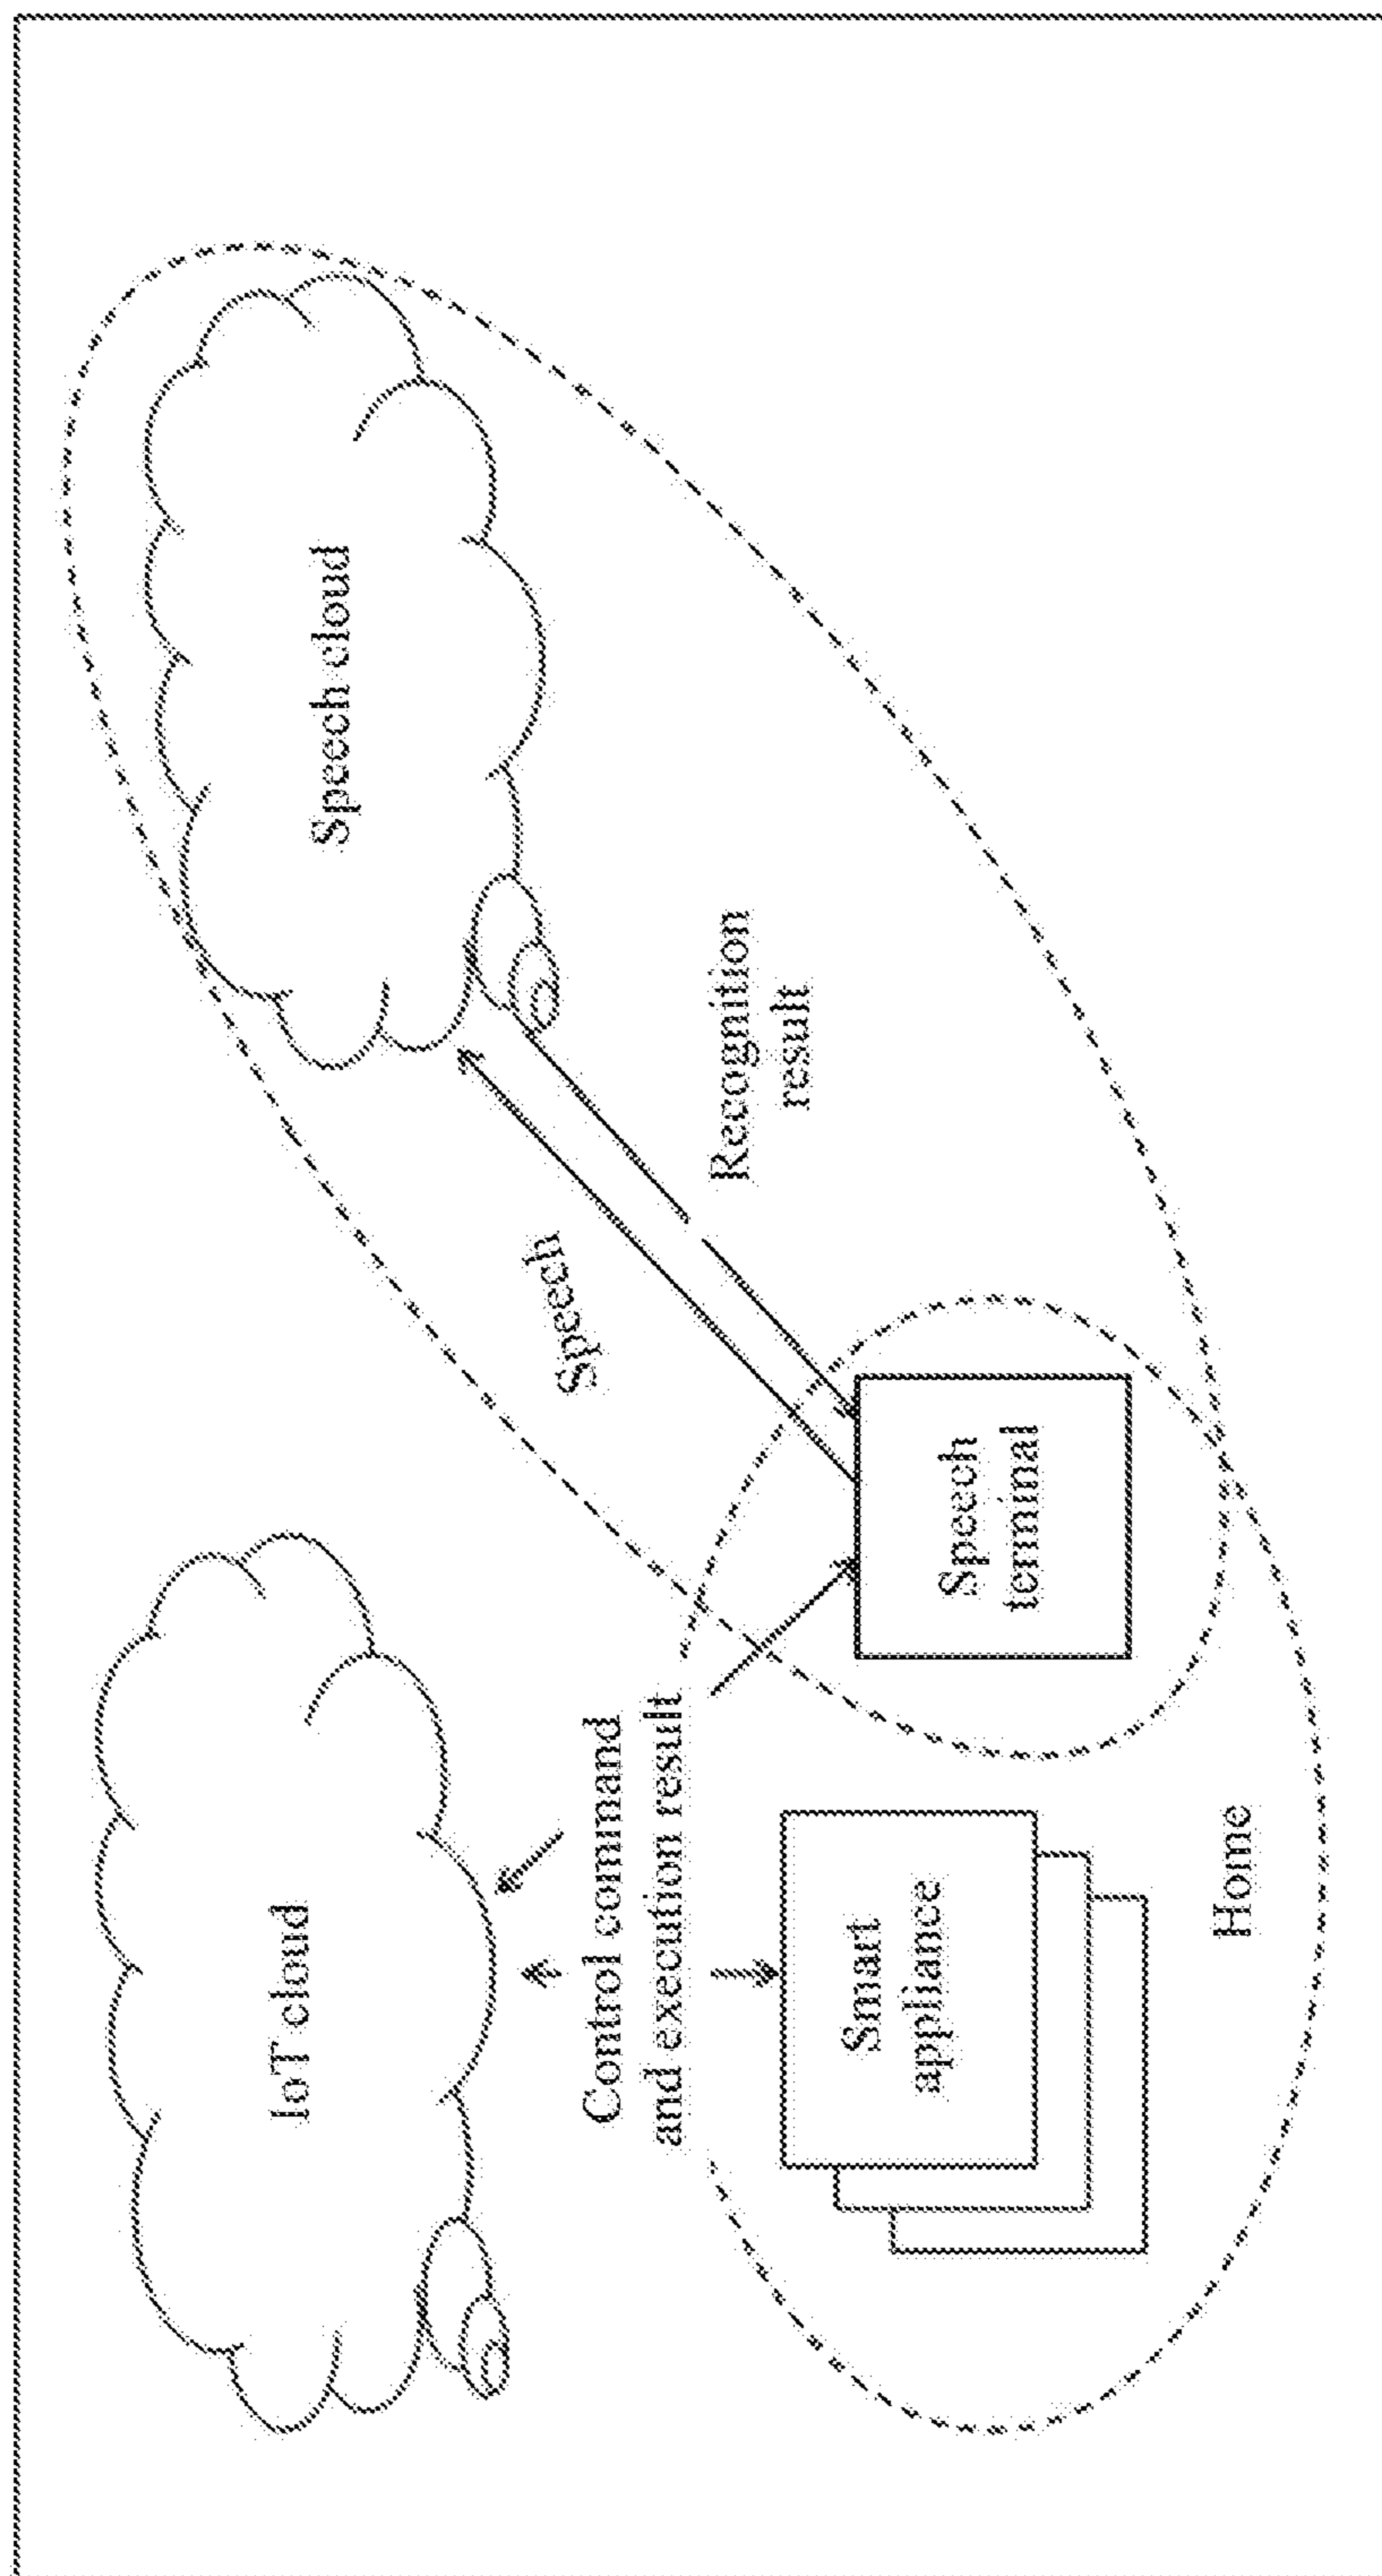 IoT cloud
Speech cloud
Control command
and execution result
Speech
Recognition
result
Smart
appliance
Speech
terminal
Home